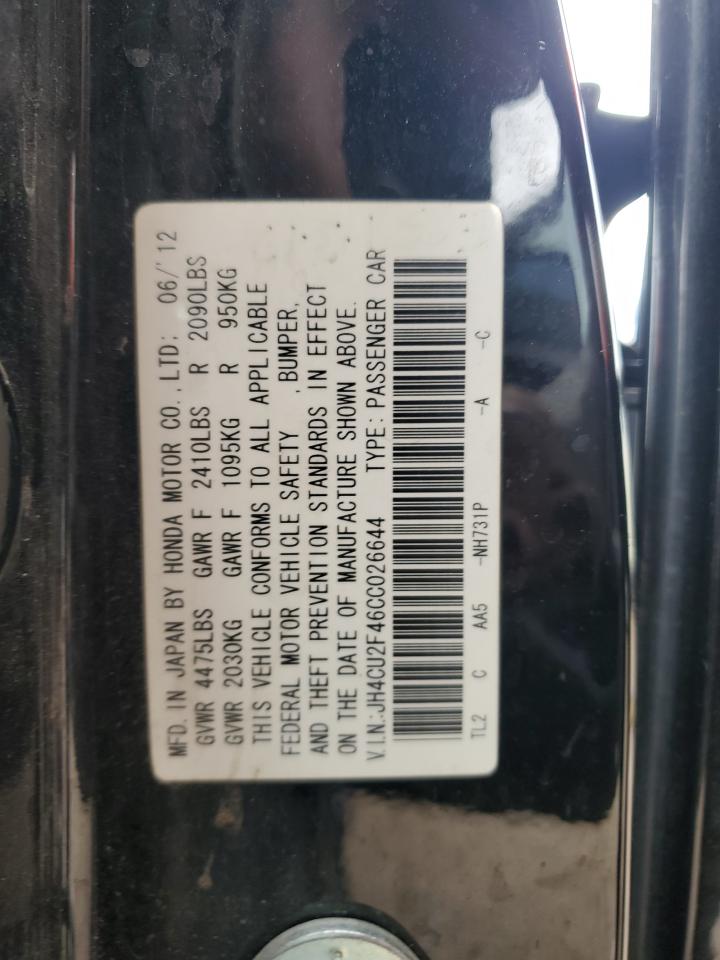 MFD. IN JAPAN BY HONDA MOTOR CO., LTD: 06/'12
GVWR 4475LBS GAWR F 2410LBS R 2090LBS
GVWR 2030KG GAWR F 1095KG R 950KG
THIS VEHICLE CONFORMS TO ALL APPLICABLE
FEDERAL MOTOR VEHICLE SAFETY , BUMPER,
AND THEFT PREVENTION STANDARDS IN EFFECT
ON THE DATE OF MANUFACTURE SHOWN ABOVE.
V.I.N.:JH4CU2F46CC026644 TYPE: PASSENGER CAR
TL2 C AA5 -NH731P -A -C